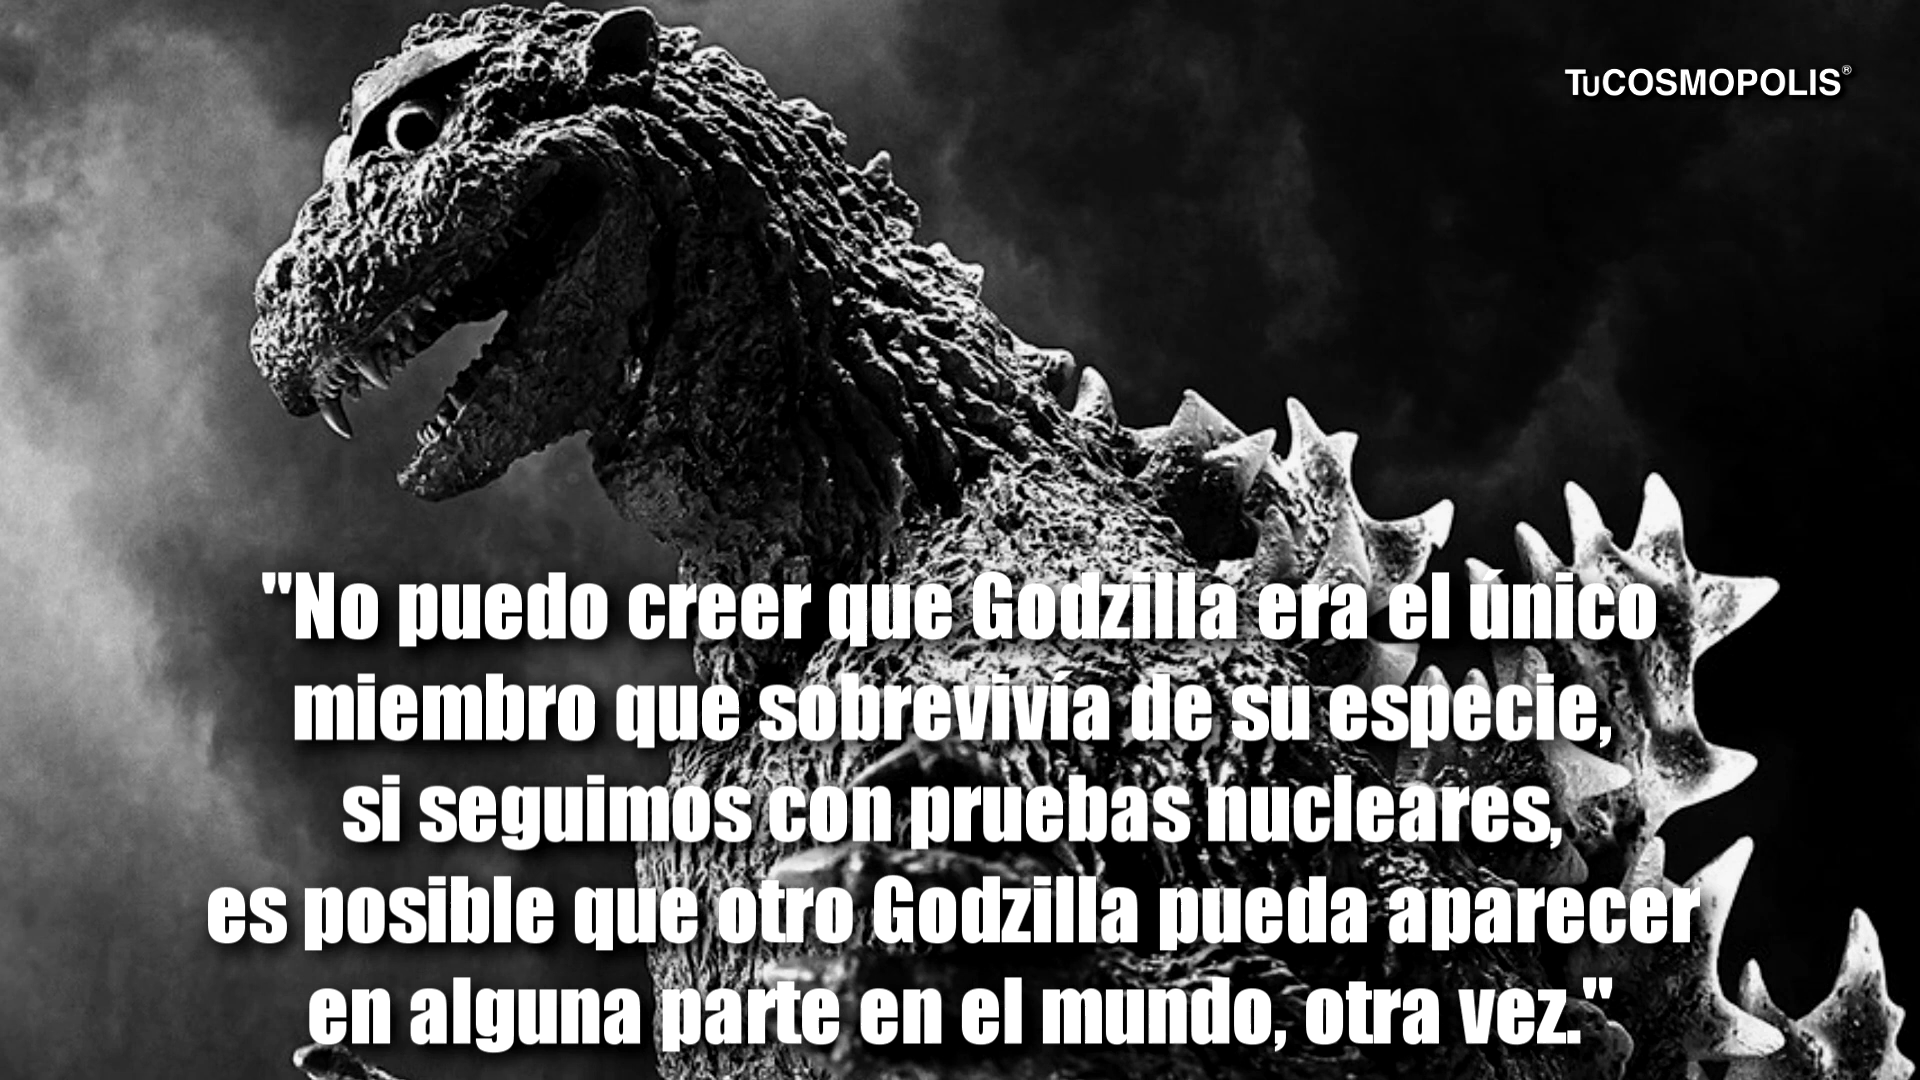 TuCOSMOPOLIS®
"No puedo creer que Godzilla era el único
miembro que sobrevivía de su especie,
si seguimos con pruebas nucleares,
es posible que otro Godzilla pueda aparecer
en alguna parte en el mundo, otra vez."